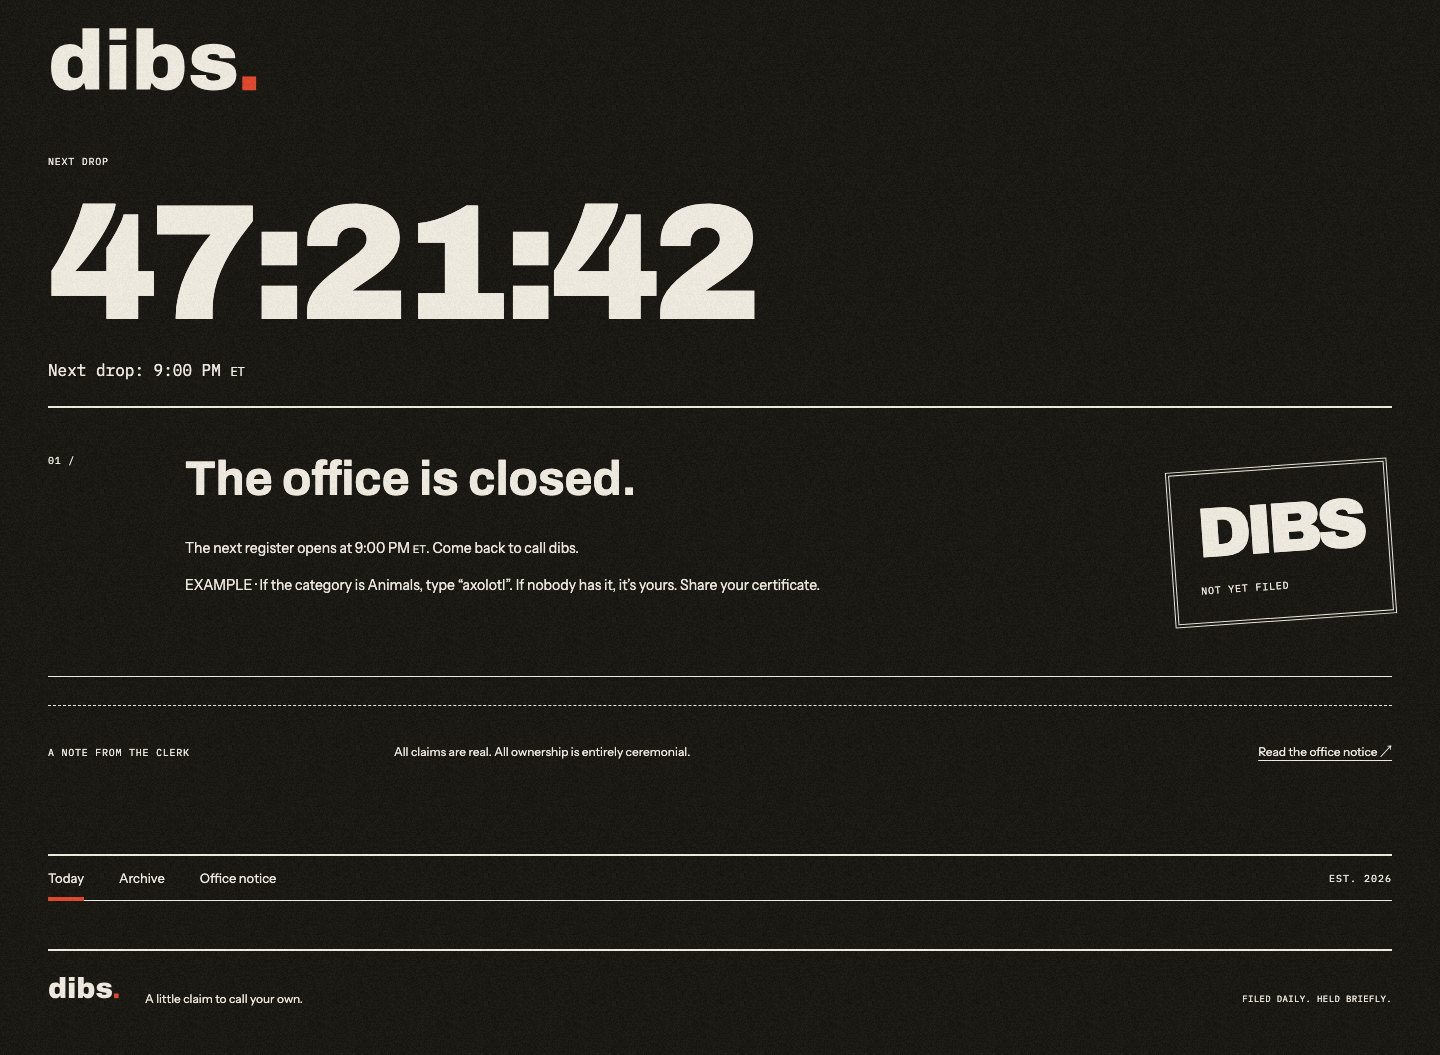 dibs.
NEXT DROP
47:21:42
Next drop: 9:00 PM ET
01 /
The office is closed.
The next register opens at 9:00 PM ET. Come back to call dibs.
EXAMPLE · If the category is Animals, type “axolotl”. If nobody has it, it’s yours. Share your certificate.
DIBS
NOT YET FILED
A NOTE FROM THE CLERK
All claims are real. All ownership is entirely ceremonial.
Read the office notice ↗
Today Archive Office notice EST. 2026
dibs. A little claim to call your own. FILED DAILY. HELD BRIEFLY.